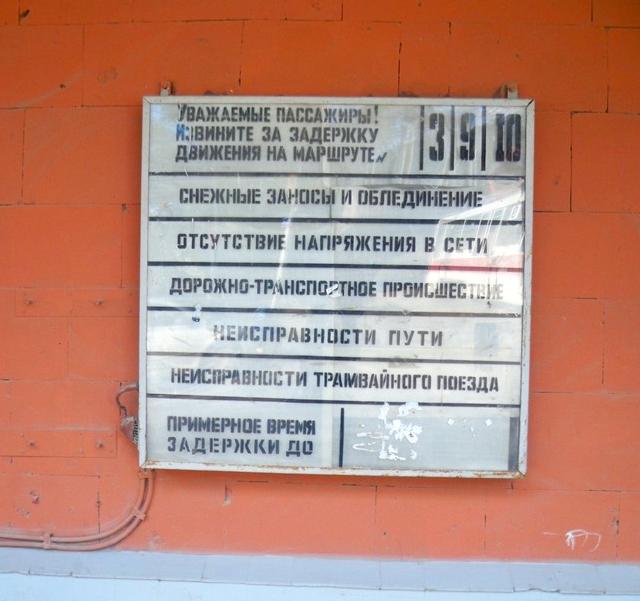 УВАЖАЕМЫЕ ПАССАЖИРЫ!
ИЗВИНИТЕ ЗА ЗАДЕРЖКУ
ДВИЖЕНИЯ НА МАРШРУТЕ№ 3 9 10
СНЕЖНЫЕ ЗАНОСЫ И ОБЛЕДИНЕНИЕ
ОТСУТСТВИЕ НАПРЯЖЕНИЯ В СЕТИ
ДОРОЖНО-ТРАНСПОРТНОЕ ПРОИСШЕСТВИЕ
НЕИСПРАВНОСТИ ПУТИ
НЕИСПРАВНОСТИ ТРАМВАЙНОГО ПОЕЗДА
ПРИМЕРНОЕ ВРЕМЯ
ЗАДЕРЖКИ ДО